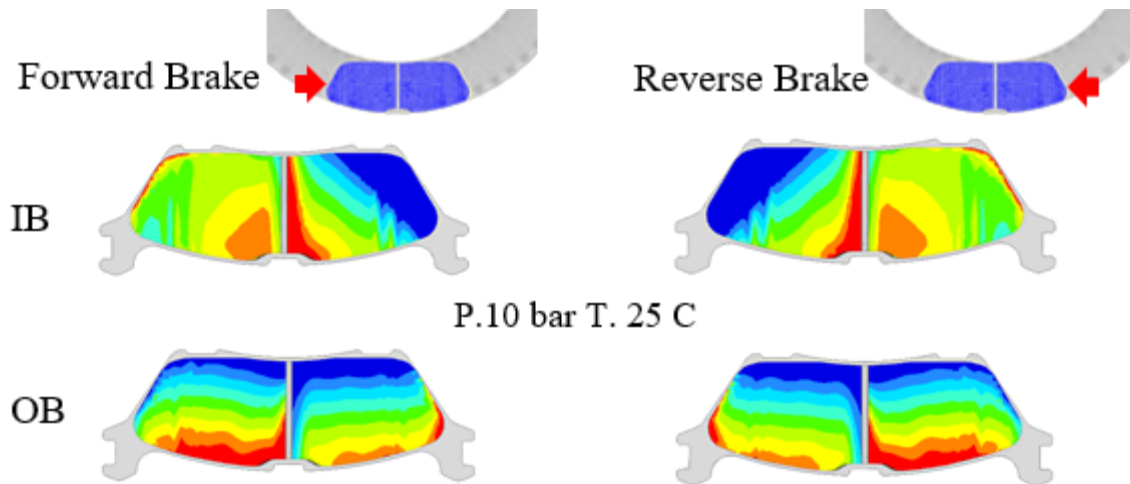 Forward Brake
Reverse Brake
IB
P.10 bar T. 25 C
OB